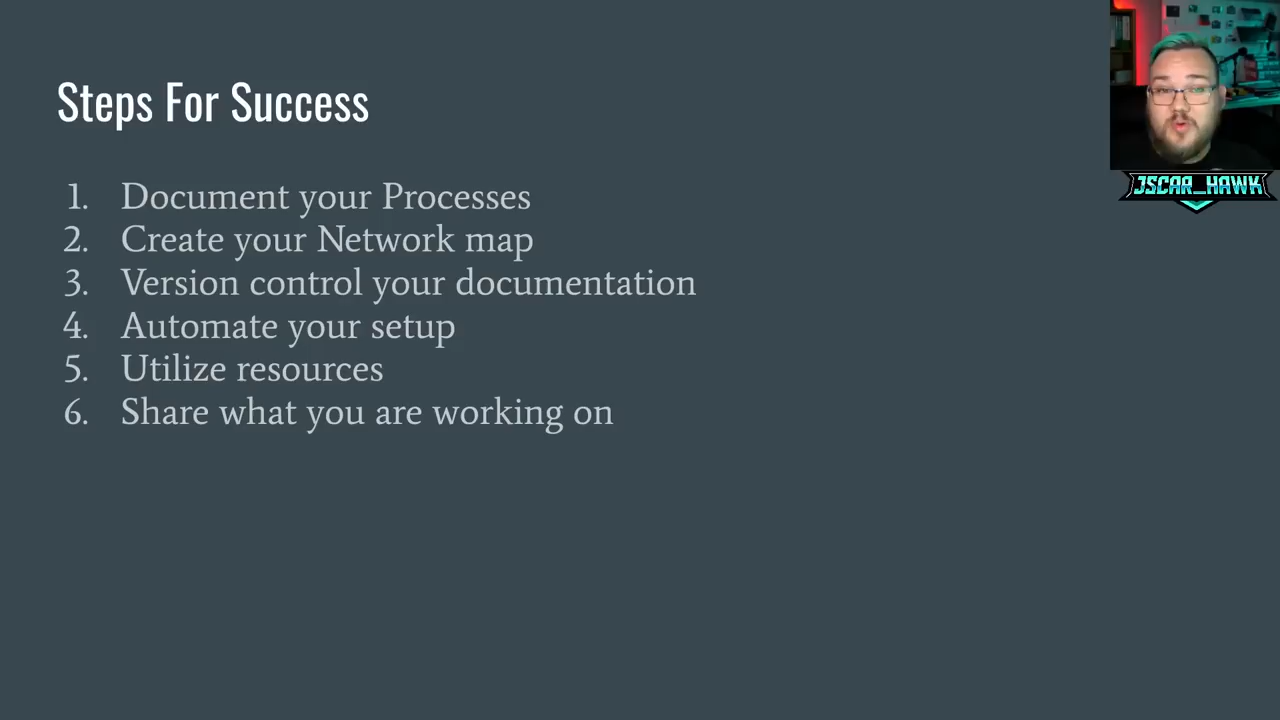 Steps For Success
1. Document your Processes
2. Create your Network map
3. Version control your documentation
4. Automate your setup
5. Utilize resources
6. Share what you are working on
JSCAR_HAWK